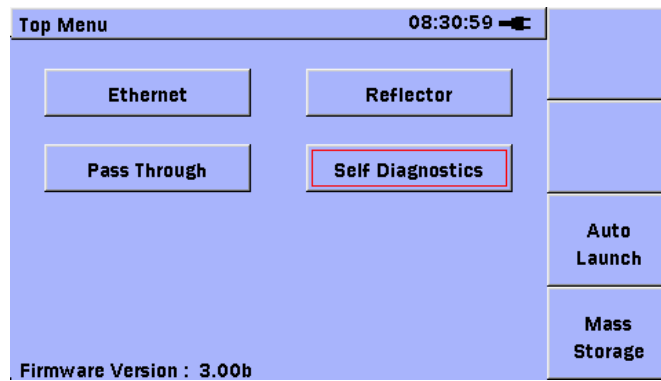 Top Menu 08:30:59
Ethernet
Reflector
Pass Through
Self Diagnostics
Auto
Launch
Mass
Storage
Firmware Version : 3.00b